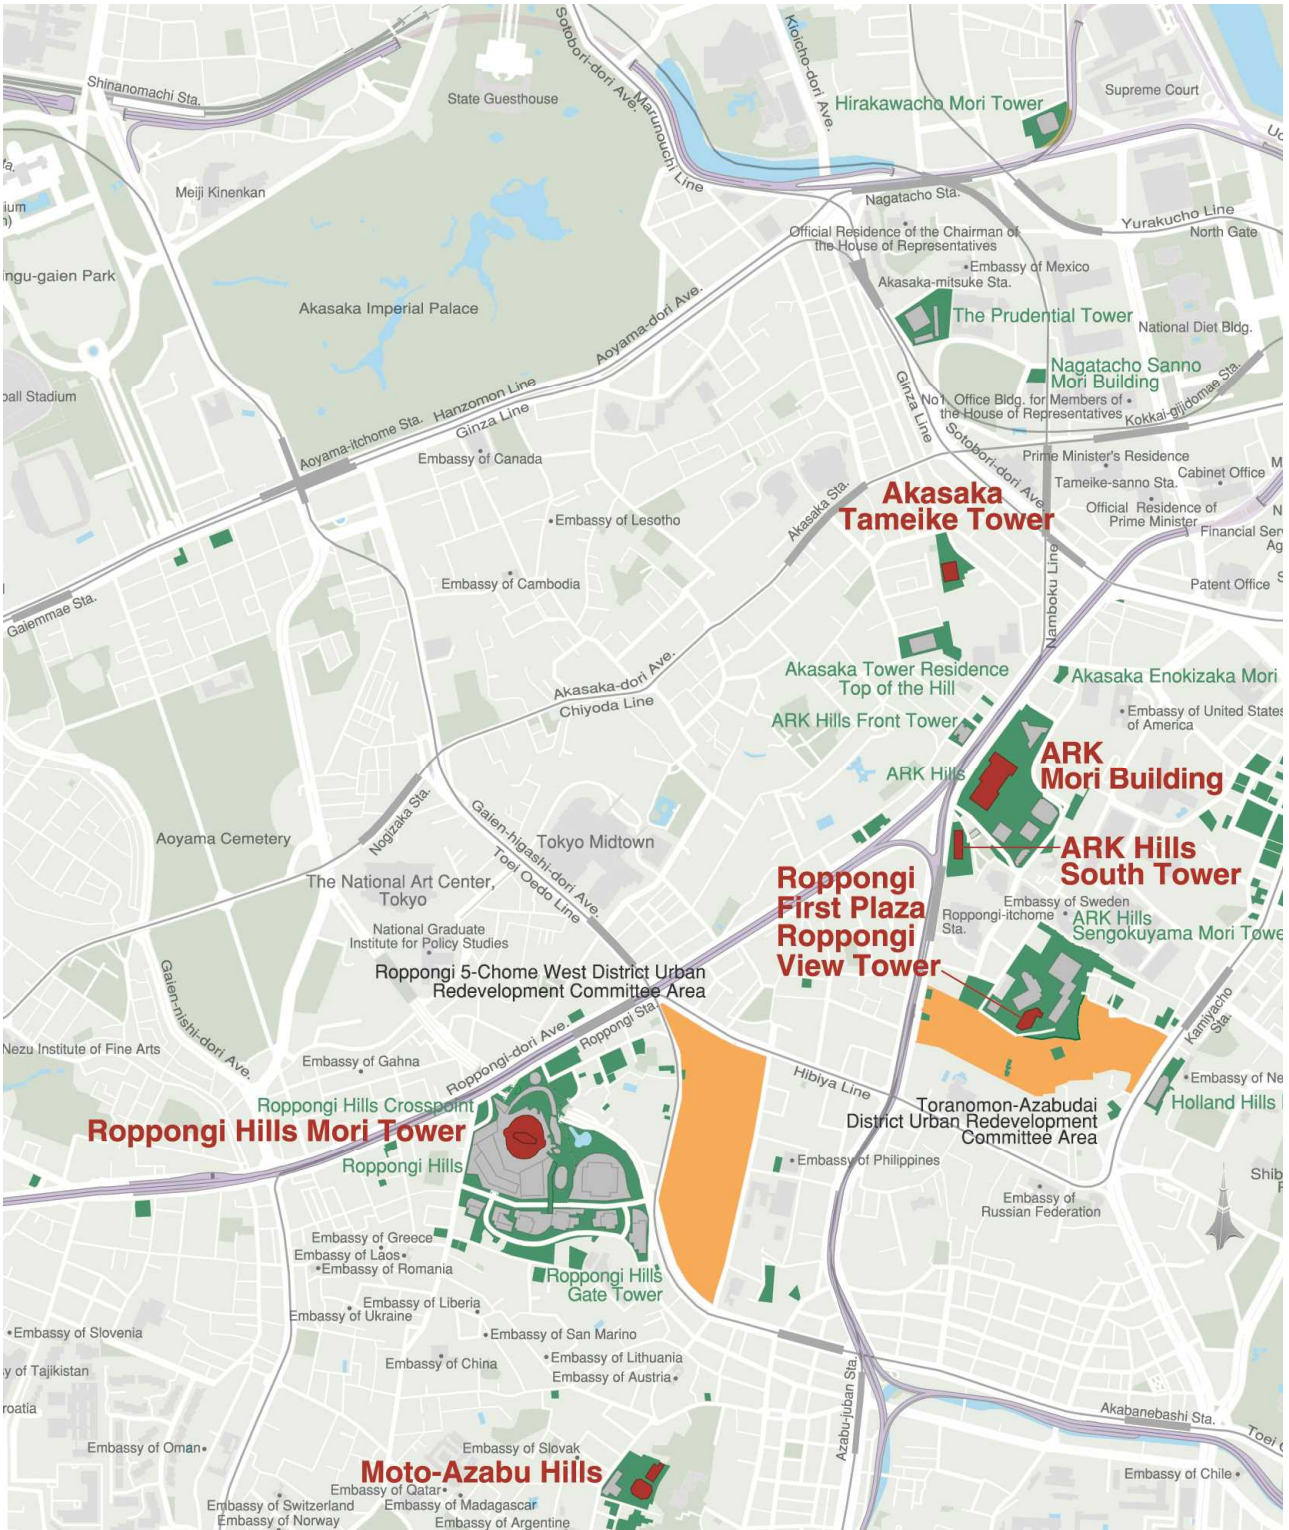 Shinanomachi Sta.
State Guesthouse
Sotobori-dori Ave.
Marunouchi Line
Kioicho-dori Ave.
Hirakawacho Mori Tower
Supreme Court
Meiji Kinenkan
Nagatacho Sta.
Yurakucho Line
North Gate
Official Residence of the Chairman of
the House of Representatives
Embassy of Mexico
Akasaka-mitsuke Sta.
ingu-gaien Park
Akasaka Imperial Palace
Aoyama-dori Ave.
The Prudential Tower
National Diet Bldg.
Nagatacho Sanno
Mori Building
ball Stadium
Hanzomon Line
Ginza Line
Aoyama-itchome Sta.
Ginza Line
No1 Office Bldg. for Members of
the House of Representatives
Kokkai-gijidomae Sta.
Sotobori-dori Ave.
Embassy of Canada
Prime Minister's Residence
Cabinet Office
Tameike-sanno Sta.
Akasaka Sta.
Akasaka
Tameike Tower
Official Residence of
Prime Minister
Embassy of Lesotho
Financial Ser
Ag
Embassy of Cambodia
Namboku Line
Patent Office
Gaiemmae Sta.
Akasaka-dori Ave.
Chiyoda Line
Akasaka Tower Residence
Top of the Hill
Akasaka Enokizaka Mori
ARK Hills Front Tower
Embassy of United States
of America
ARK Hills
ARK
Mori Building
Nogizaka Sta.
Gaien-higashi-dori Ave.
Toei Oedo Line
Tokyo Midtown
Aoyama Cemetery
ARK Hills
South Tower
The National Art Center,
Tokyo
Roppongi
First Plaza
Roppongi
View Tower
Embassy of Sweden
Roppongi-itchome
Sta.
ARK Hills
Sengokuyama Mori Towe
National Graduate
Institute for Policy Studies
Roppongi 5-Chome West District Urban
Redevelopment Committee Area
Gaien-nishi-dori Ave.
Kamiyacho
Sta.
Roppongi Sta.
Roppongi-dori Ave.
Nezu Institute of Fine Arts
Embassy of Gahna
Hibiya Line
Embassy of Ne
Holland Hills
Toranomon-Azabudai
District Urban Redevelopment
Committee Area
Roppongi Hills Crosspoint
Roppongi Hills Mori Tower
Roppongi Hills
Embassy of Philippines
Shib
Embassy of
Russian Federation
Embassy of Greece
Embassy of Laos
Embassy of Romania
Roppongi Hills
Gate Tower
Embassy of Liberia
Embassy of Ukraine
Embassy of Slovenia
Embassy of San Marino
Embassy of China
Embassy of Lithuania
Embassy of Austria
y of Tajikistan
roatia
Azabu-juban Sta.
Akabanebashi Sta.
Toei
Embassy of Oman
Embassy of Slovak
Moto-Azabu Hills
Embassy of Chile
Embassy of Qatar
Embassy of Switzerland
Embassy of Madagascar
Embassy of Norway
Embassy of Argentine